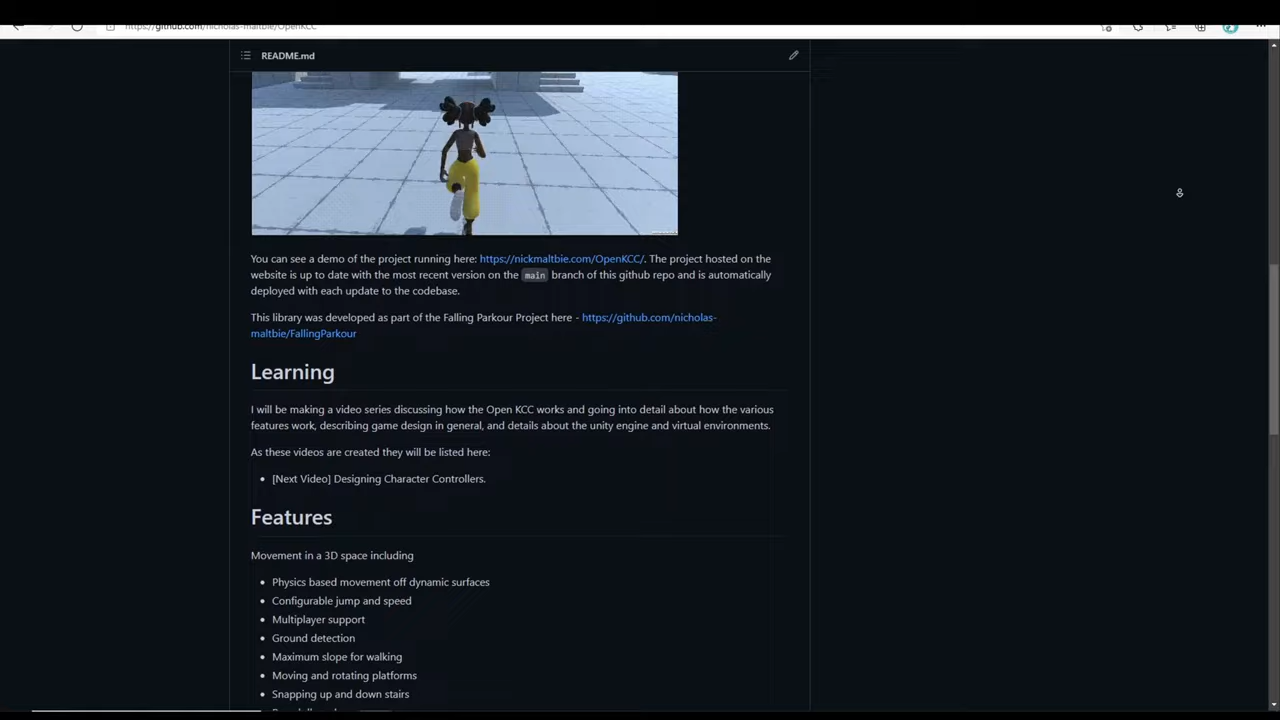 https://github.com/nicholas-maltbie/OpenKCC
README.md
You can see a demo of the project running here: https://nickmaltbie.com/OpenKCC/. The project hosted on the
website is up to date with the most recent version on the main branch of this github repo and is automatically
deployed with each update to the codebase.
This library was developed as part of the Falling Parkour Project here - https://github.com/nicholas-
maltbie/FallingParkour
Learning
I will be making a video series discussing how the Open KCC works and going into detail about how the various
features work, describing game design in general, and details about the unity engine and virtual environments.
As these videos are created they will be listed here:
• [Next Video] Designing Character Controllers.
Features
Movement in a 3D space including
• Physics based movement off dynamic surfaces
• Configurable jump and speed
• Multiplayer support
• Ground detection
• Maximum slope for walking
• Moving and rotating platforms
• Snapping up and down stairs